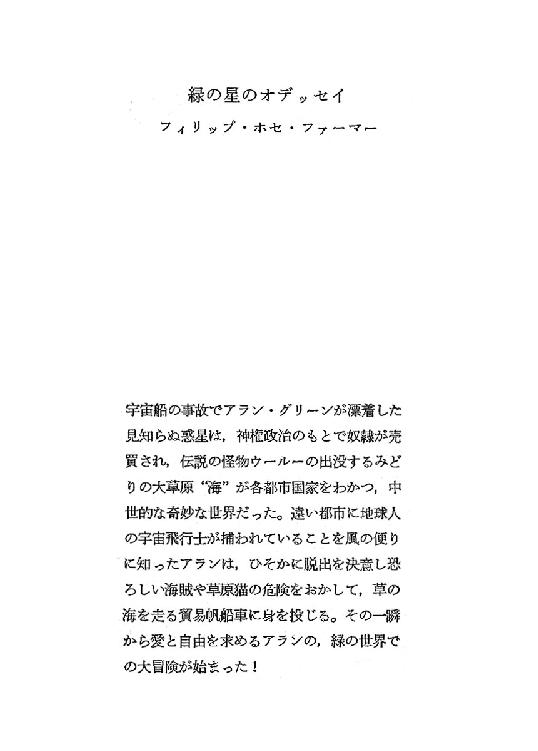 緑の星のオデッセイ
フィリップ・ホセ・ファーマー
宇宙船の事故でアラン・グリーンが漂着した
見知らぬ惑星は，神権政治のもとで奴隷が売
買され，伝説の怪物ウールーの出没するみど
りの大草原“海”が各都市国家をわかつ，中
世的な奇妙な世界だった。遠い都市に地球人
の宇宙飛行士が捕われていることを風の便り
に知ったアランは，ひそかに脱出を決意し恐
ろしい海賊や草原猫の危険をおかして，草の
海を走る貿易帆船車に身を投じる。その一瞬
から愛と自由を求めるアランの，緑の世界で
の大冒険が始まった！